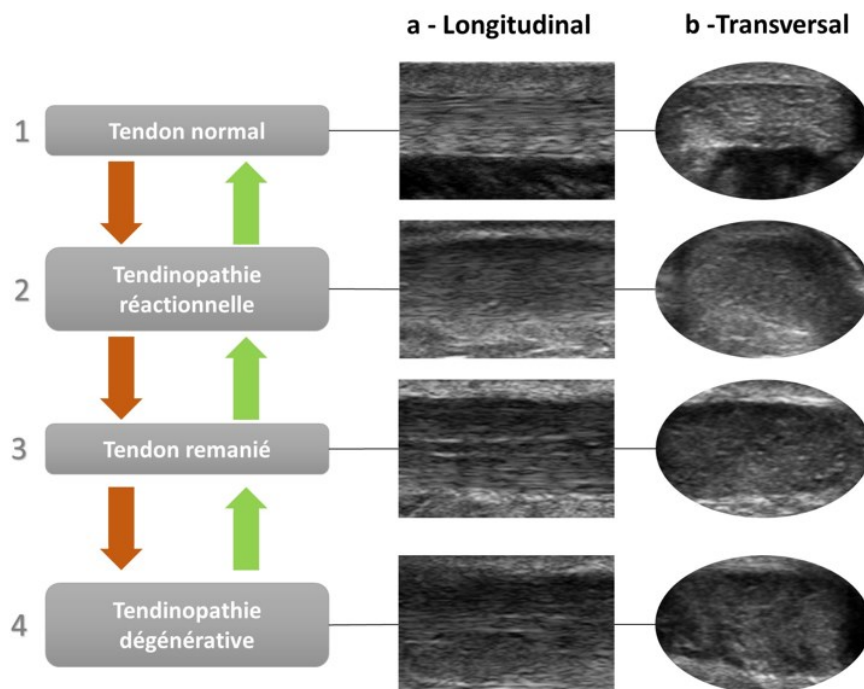 a - Longitudinal
b -Transversal
1
Tendon normal
2
Tendinopathie
réactionnelle
3
Tendon remanié
4
Tendinopathie
dégénérative